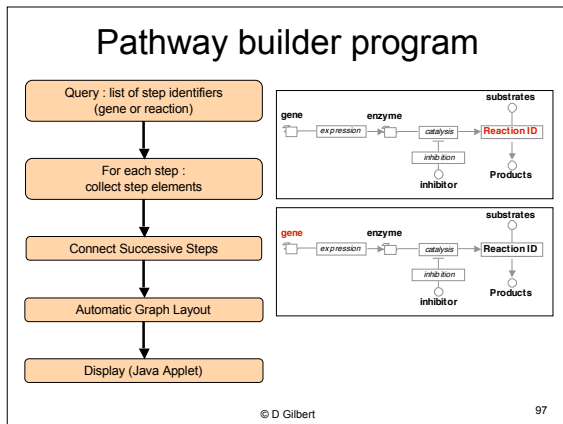 Pathway builder program
Query : list of step identifiers
(gene or reaction)
For each step :
collect step elements
Connect Successive Steps
Automatic Graph Layout
Display (Java Applet)
substrates
gene
enzyme
expression
catalysis
Reaction ID
inhibition
Products
inhibitor
substrates
gene
enzyme
expression
catalysis
Reaction ID
inhibition
Products
inhibitor
© D Gilbert
97